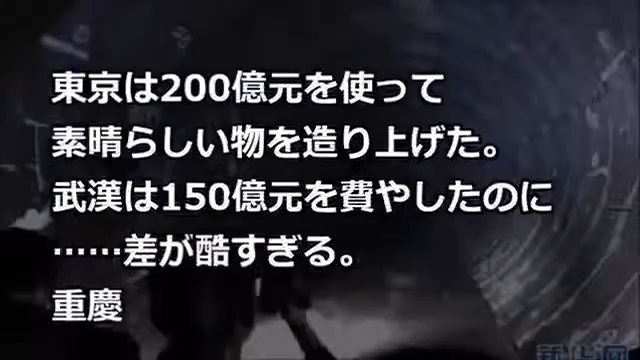 東京は200億元を使って
素晴らしい物を造り上げた。
武漢は150億元を費やしたのに
……差が酷すぎる。
重慶